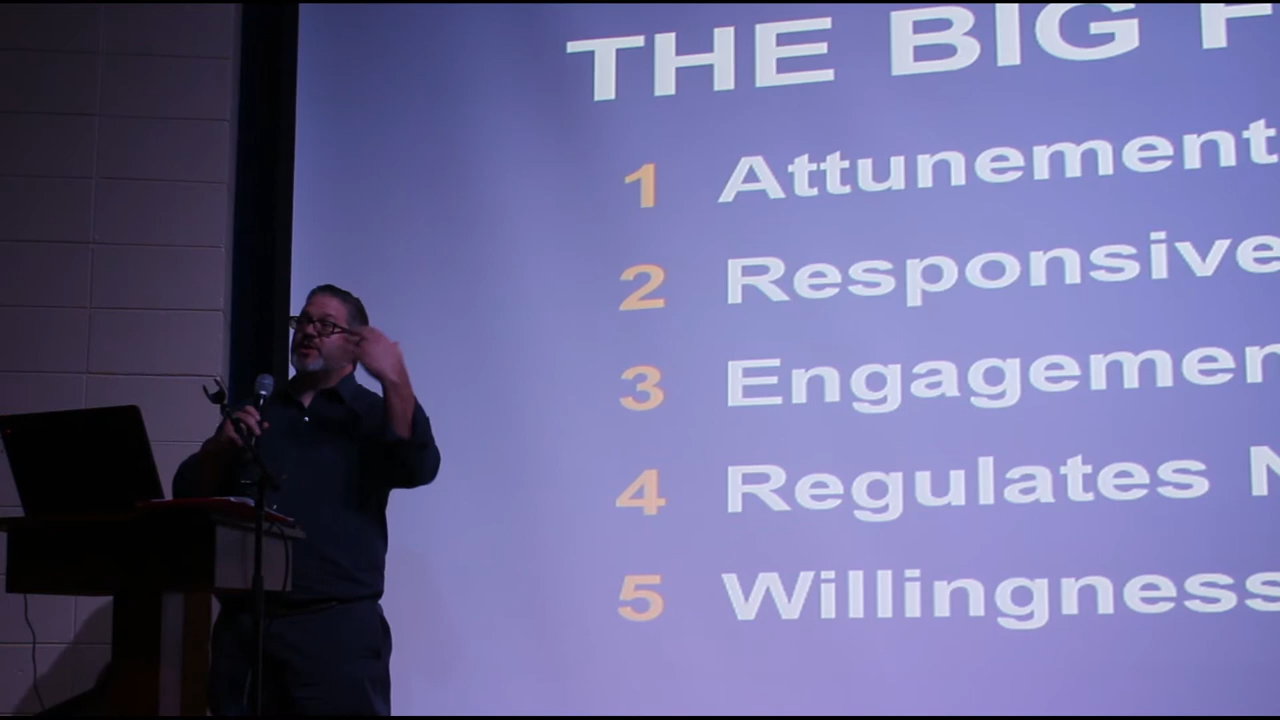 THE BIG F
1 Attunement
2 Responsive
3 Engagemen
4 Regulates N
5 Willingness